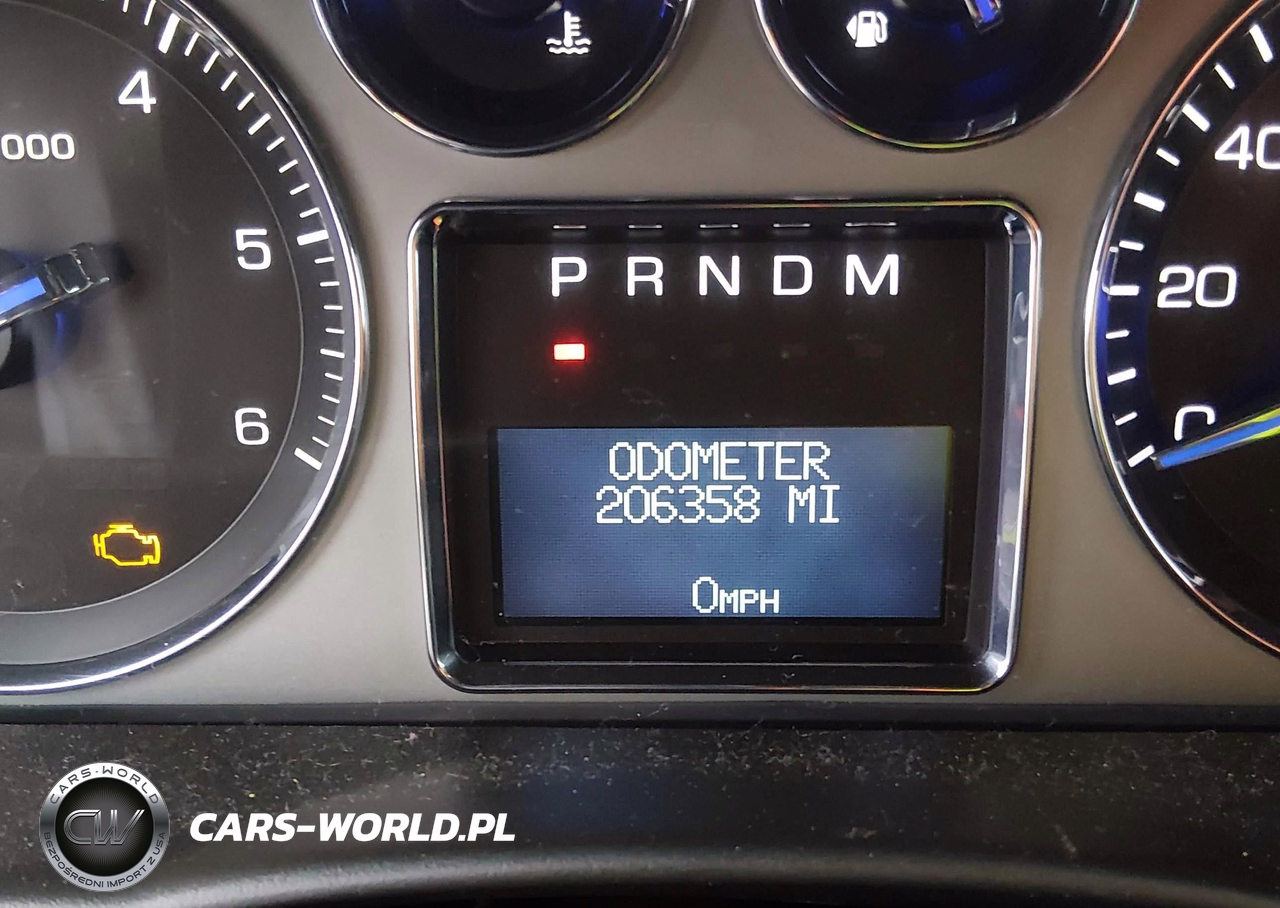 4
000
5
6
40
20
0
P R N D M
ODOMETER
206358 MI
0MPH
CARS-WORLD
CW
BEZPOŚREDNI IMPORT Z USA
CARS-WORLD.PL